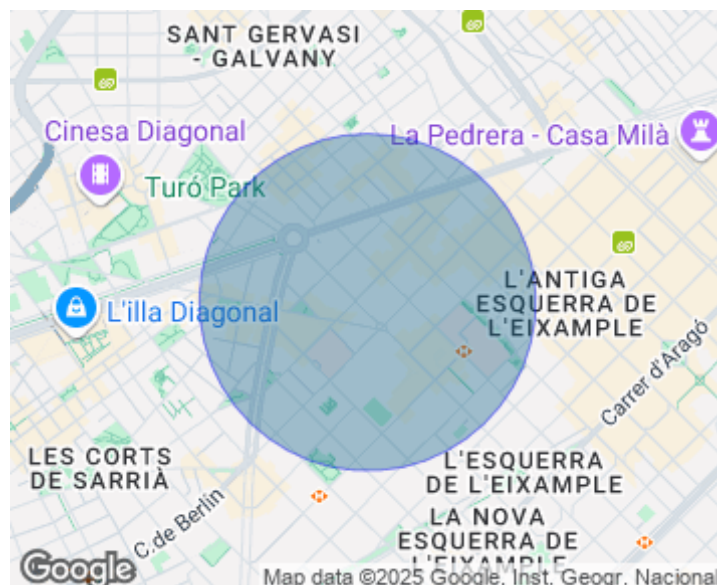 SANT GERVASI
- GALVANY
Cinesa Diagonal
La Pedrera - Casa Milà
Turó Park
L'ANTIGA
ESQUERRA DE
L'EIXAMPLE
L'illa Diagonal
Carrer d'Aragó
LES CORTS
DE SARRIÀ
L'ESQUERRA
DE L'EIXAMPLE
C. de Berlín
LA NOVA
ESQUERRA DE
L'EIXAMPLE
Google
Map data ©2025 Google, Inst. Geogr. Nacional